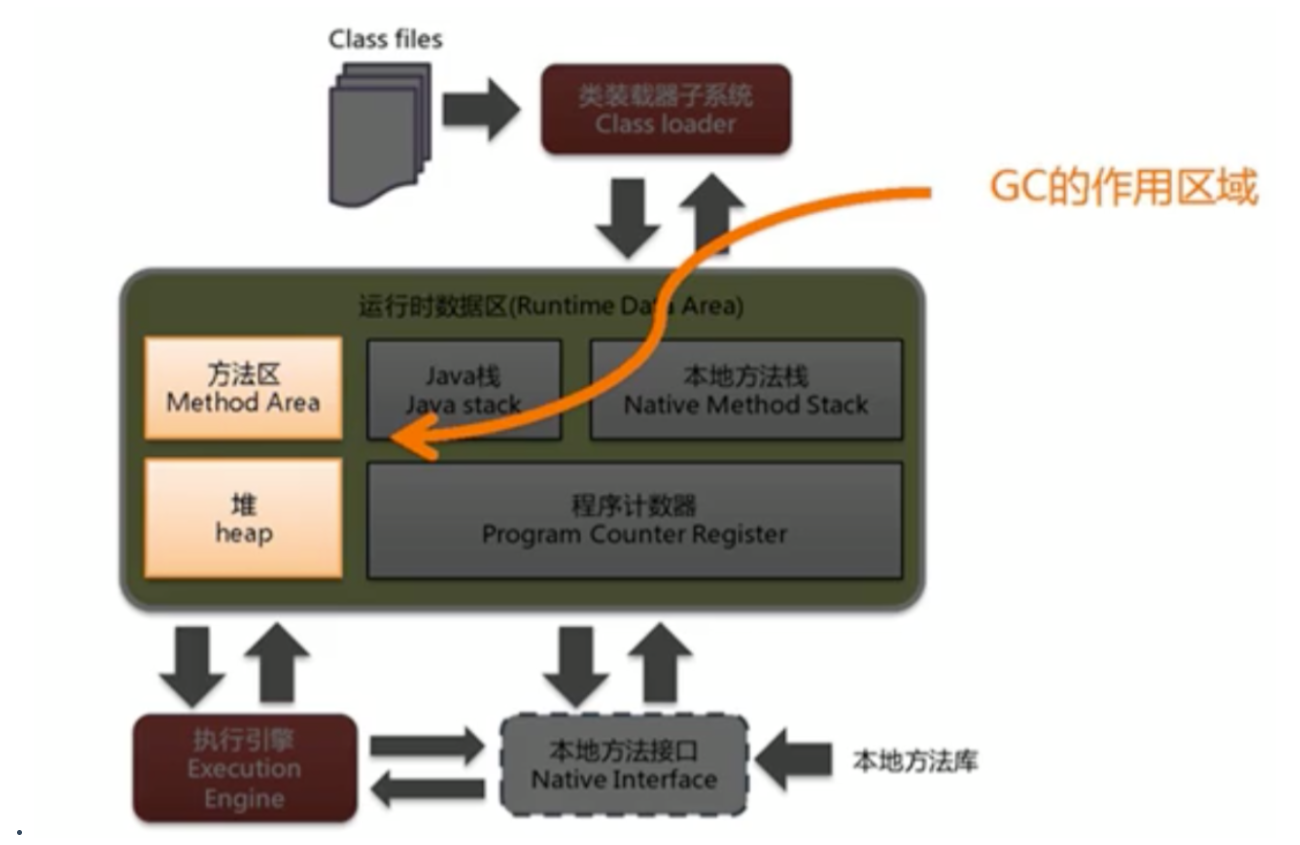 Class files
类装载器子系统
Class loader
GC的作用区域
运行时数据区(Runtime Data Area)
方法区
Method Area
Java栈
Java stack
本地方法栈
Native Method Stack
堆
heap
程序计数器
Program Counter Register
执行引擎
Execution
Engine
本地方法接口
Native Interface
本地方法库